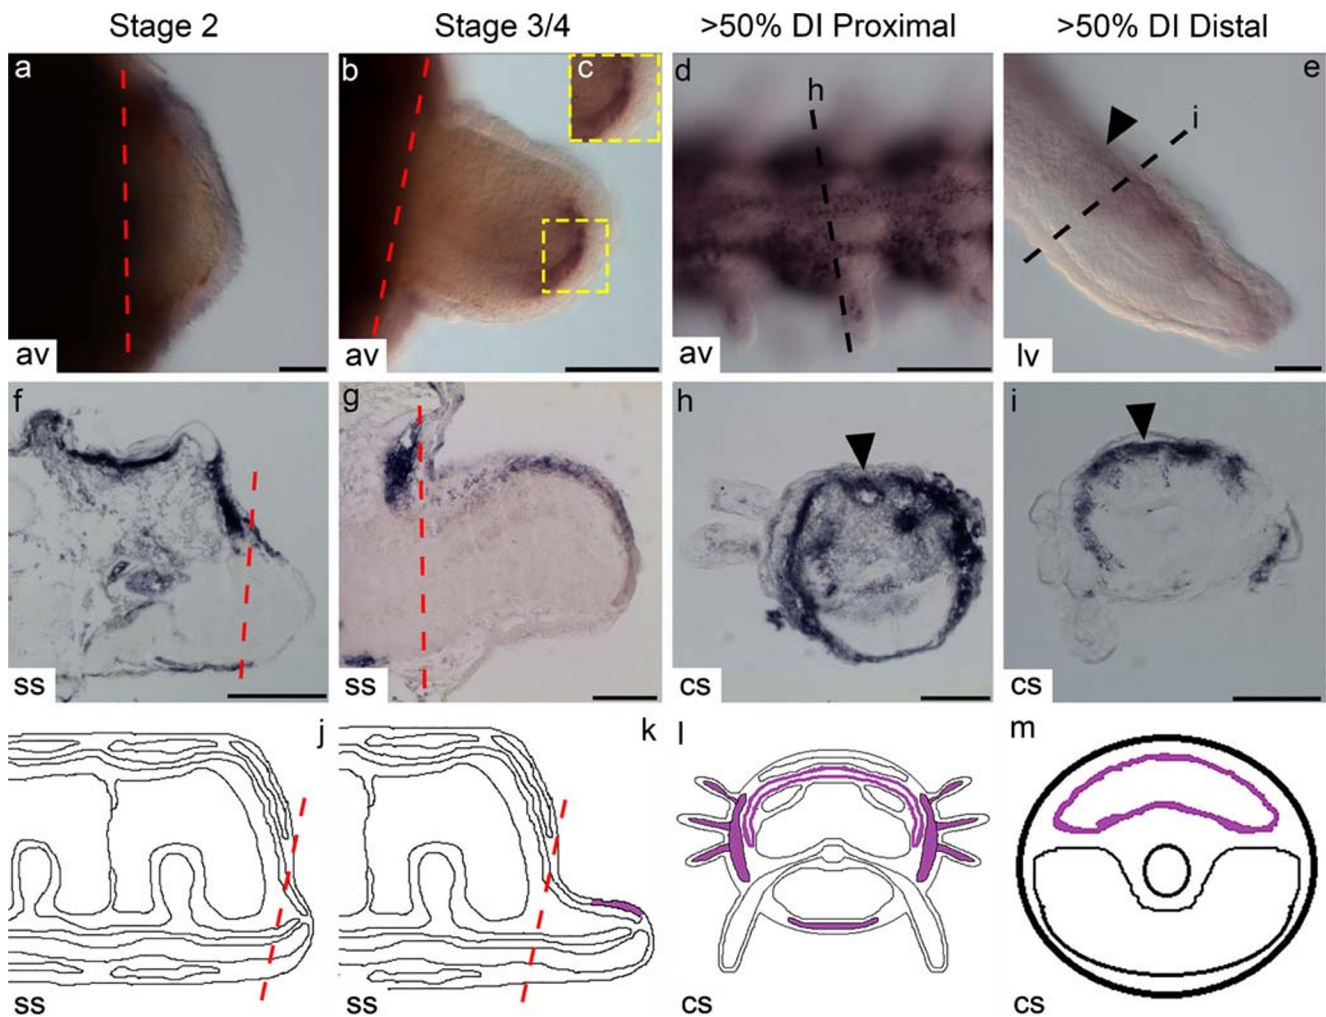 Stage 2 Stage 3/4 >50% DI Proximal >50% DI Distal
a b c d h e i
av av av lv
f g h i
ss ss cs cs
j k l m
ss ss cs cs